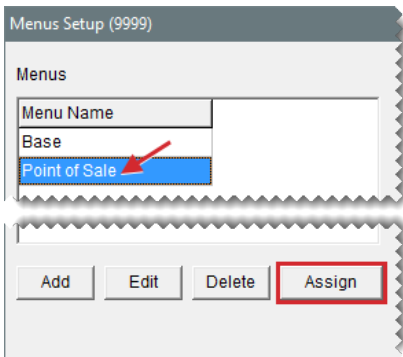 Menus Setup (9999)
Menus
Menu Name
Base
Point of Sale
Add Edit Delete Assign